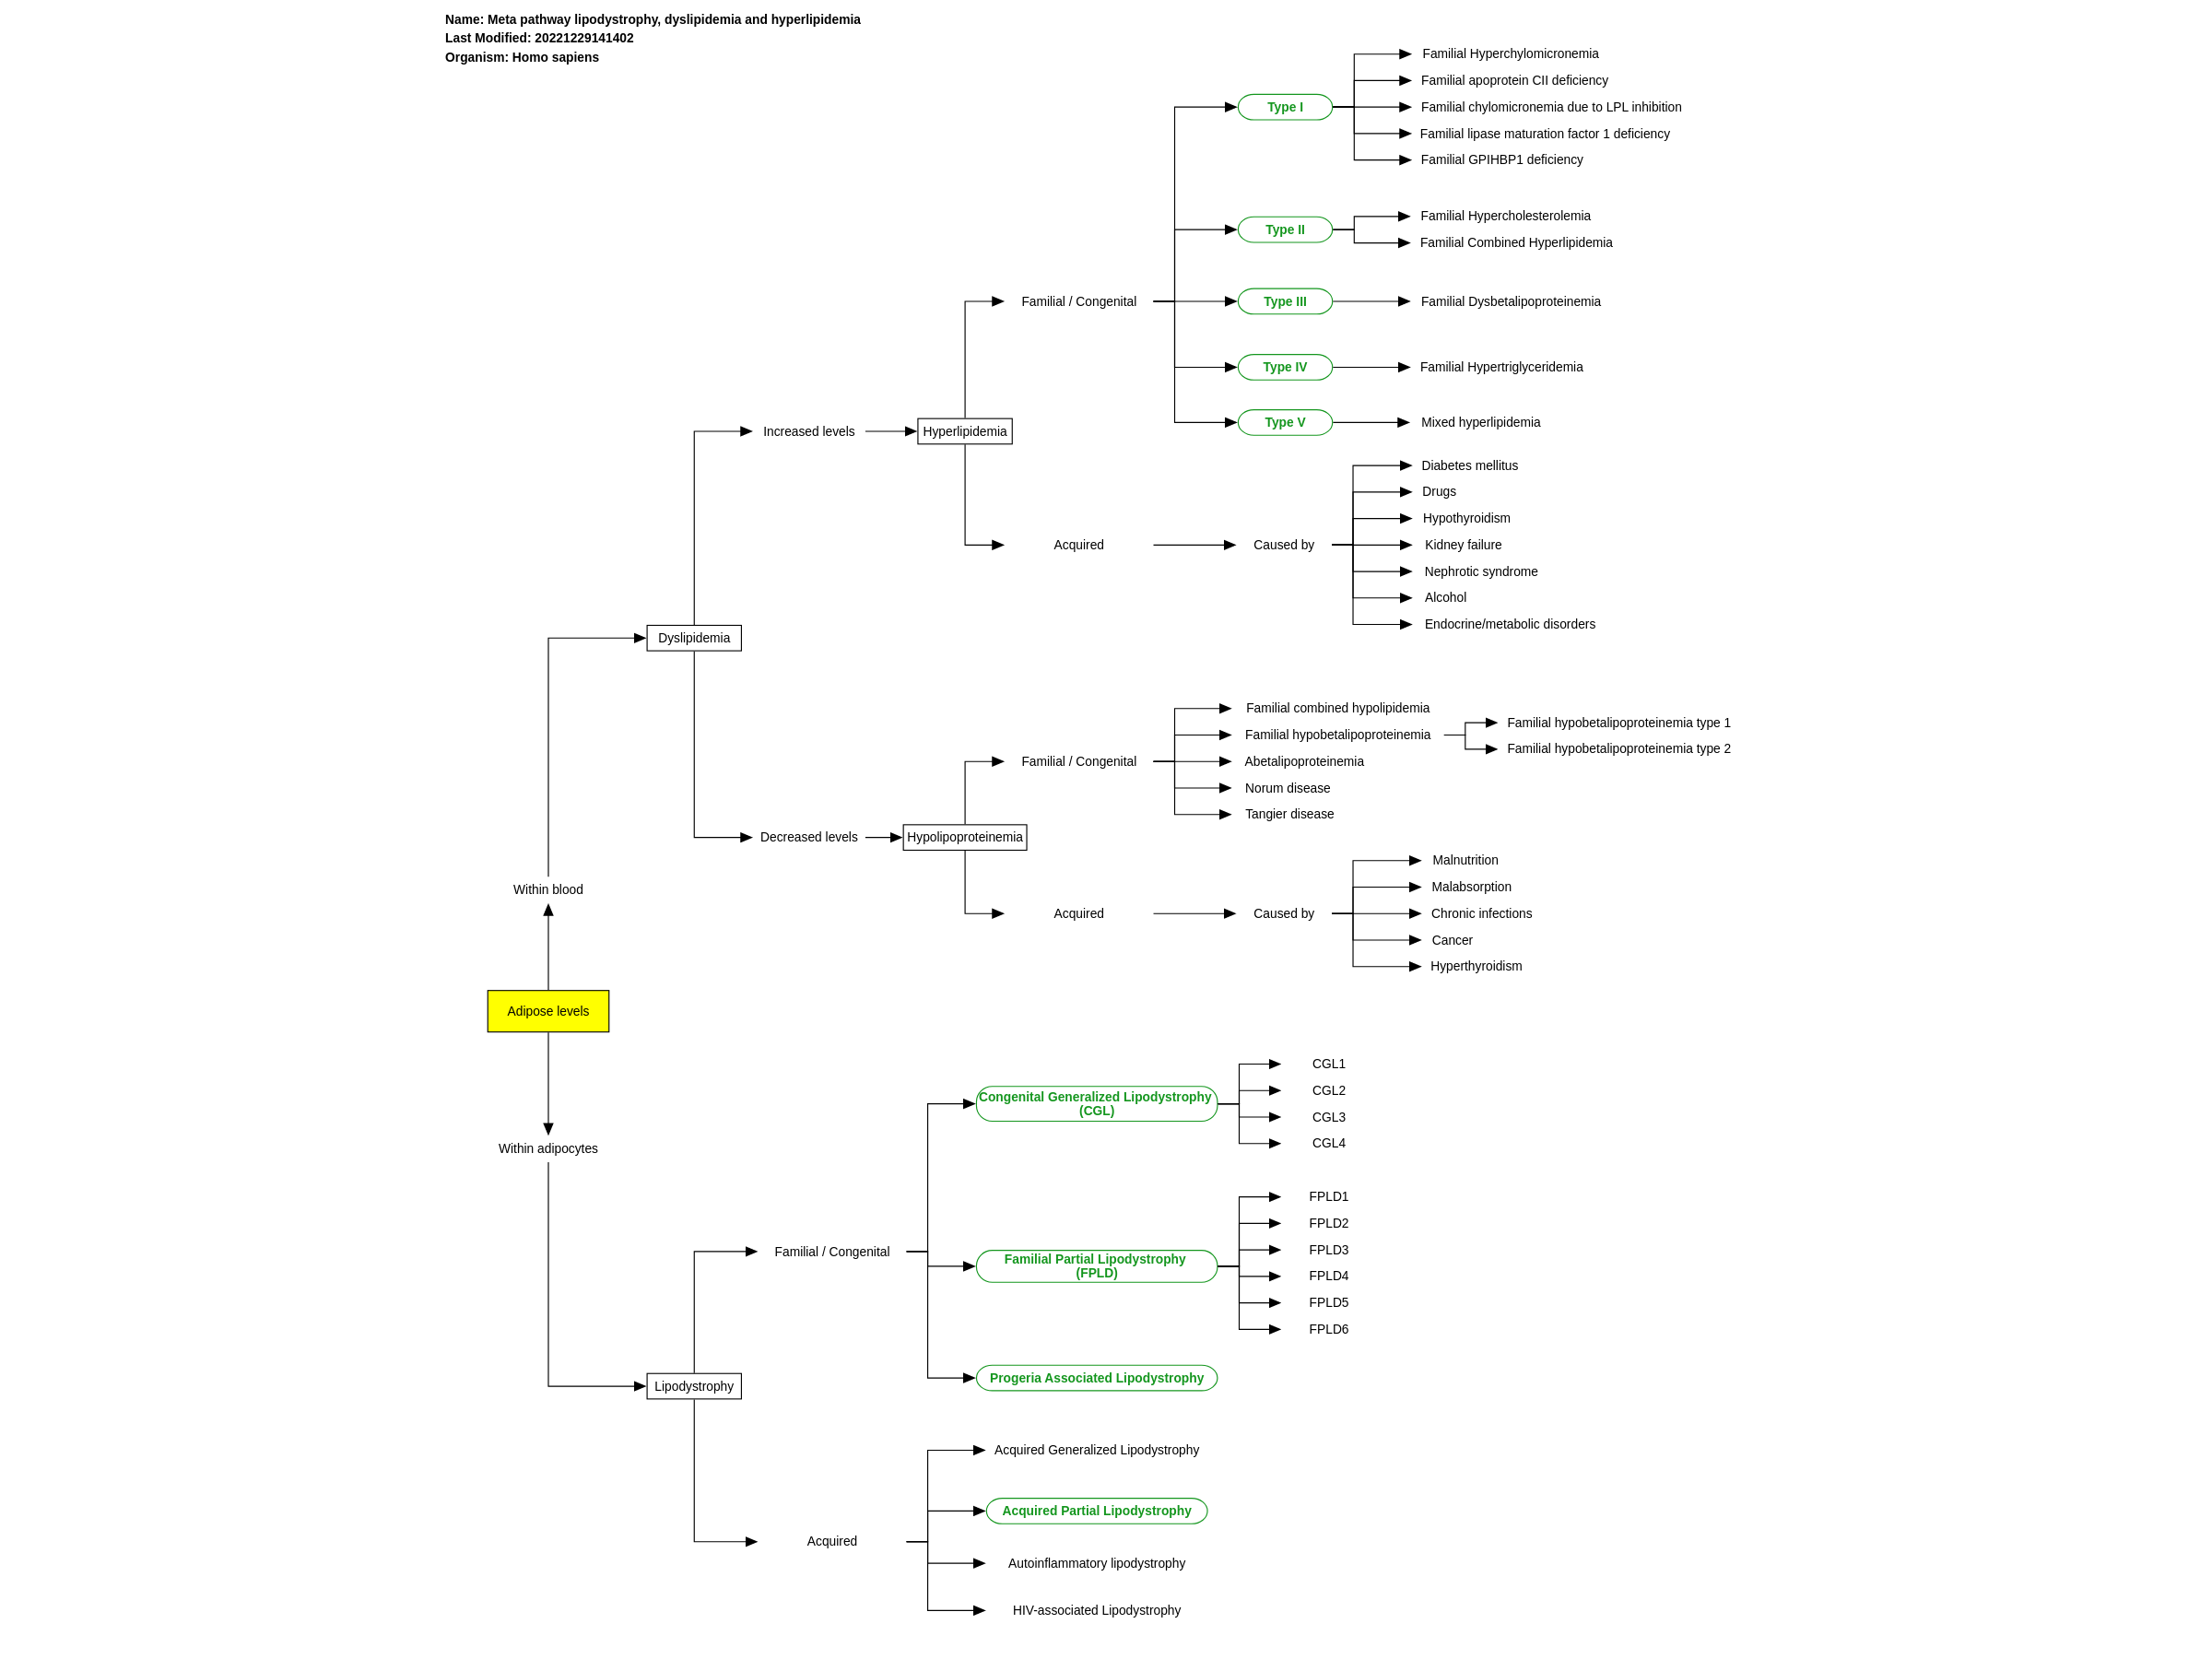 Name: Meta pathway lipodystrophy, dyslipidemia and hyperlipidemia
Last Modified: 20221229141402
Organism: Homo sapiens
Familial Hyperchylomicronemia
Familial apoprotein CII deficiency
Type I
Familial chylomicronemia due to LPL inhibition
Familial lipase maturation factor 1 deficiency
Familial GPIHBP1 deficiency
Familial Hypercholesterolemia
Type II
Familial Combined Hyperlipidemia
Familial / Congenital
Type III
Familial Dysbetalipoproteinemia
Type IV
Familial Hypertriglyceridemia
Type V
Mixed hyperlipidemia
Increased levels
Hyperlipidemia
Diabetes mellitus
Drugs
Hypothyroidism
Acquired
Caused by
Kidney failure
Nephrotic syndrome
Alcohol
Endocrine/metabolic disorders
Dyslipidemia
Familial combined hypolipidemia
Familial hypobetalipoproteinemia
Familial hypobetalipoproteinemia type 1
Familial hypobetalipoproteinemia type 2
Familial / Congenital
Abetalipoproteinemia
Norum disease
Tangier disease
Decreased levels
Hypolipoproteinemia
Malnutrition
Malabsorption
Acquired
Caused by
Chronic infections
Cancer
Hyperthyroidism
Within blood
Adipose levels
Within adipocytes
Congenital Generalized Lipodystrophy
(CGL)
CGL1
CGL2
CGL3
CGL4
Familial / Congenital
Familial Partial Lipodystrophy
(FPLD)
FPLD1
FPLD2
FPLD3
FPLD4
FPLD5
FPLD6
Progeria Associated Lipodystrophy
Lipodystrophy
Acquired Generalized Lipodystrophy
Acquired Partial Lipodystrophy
Acquired
Autoinflammatory lipodystrophy
HIV-associated Lipodystrophy